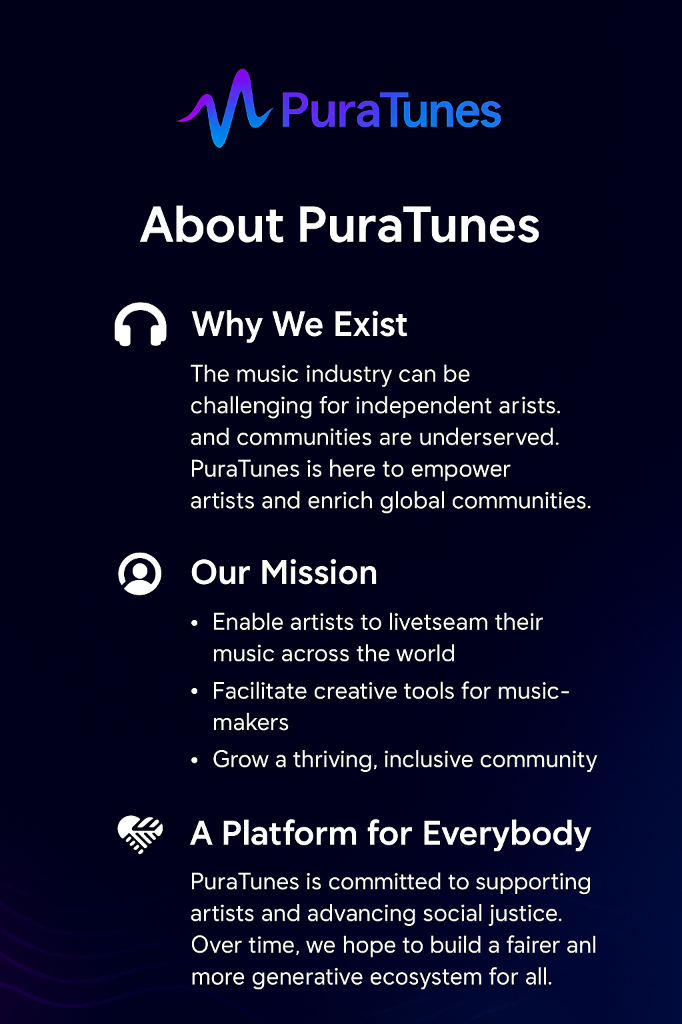 PuraTunes
About PuraTunes
Why We Exist
The music industry can be
challenging for independent arists.
and communities are underserved.
PuraTunes is here to empower
artists and enrich global communities.
Our Mission
• Enable artists to livetseam their
music across the world
• Facilitate creative tools for music-
makers
• Grow a thriving, inclusive community
A Platform for Everybody
PuraTunes is committed to supporting
artists and advancing social justice.
Over time, we hope to build a fairer anl
more generative ecosystem for all.